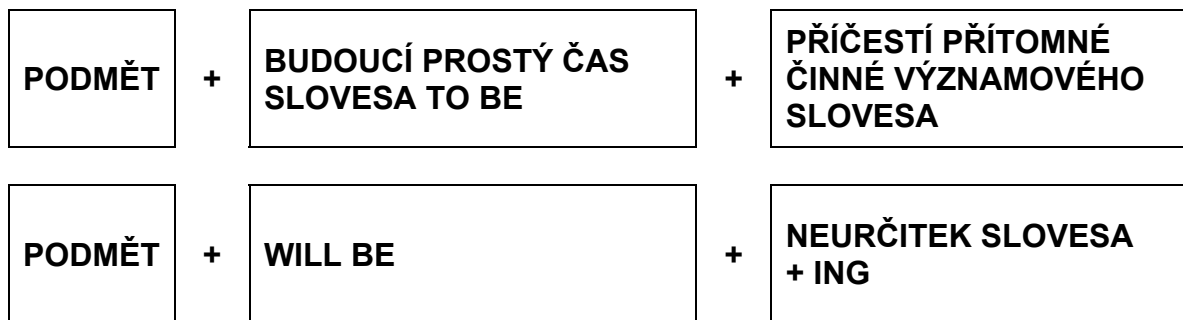 PODMĚT + BUDOUCÍ PROSTÝ ČAS SLOVESA TO BE + PŘÍČESTÍ PŘÍTOMNÉ ČINNÉ VÝZNAMOVÉHO SLOVESA
PODMĚT + WILL BE + NEURČITEK SLOVESA + ING